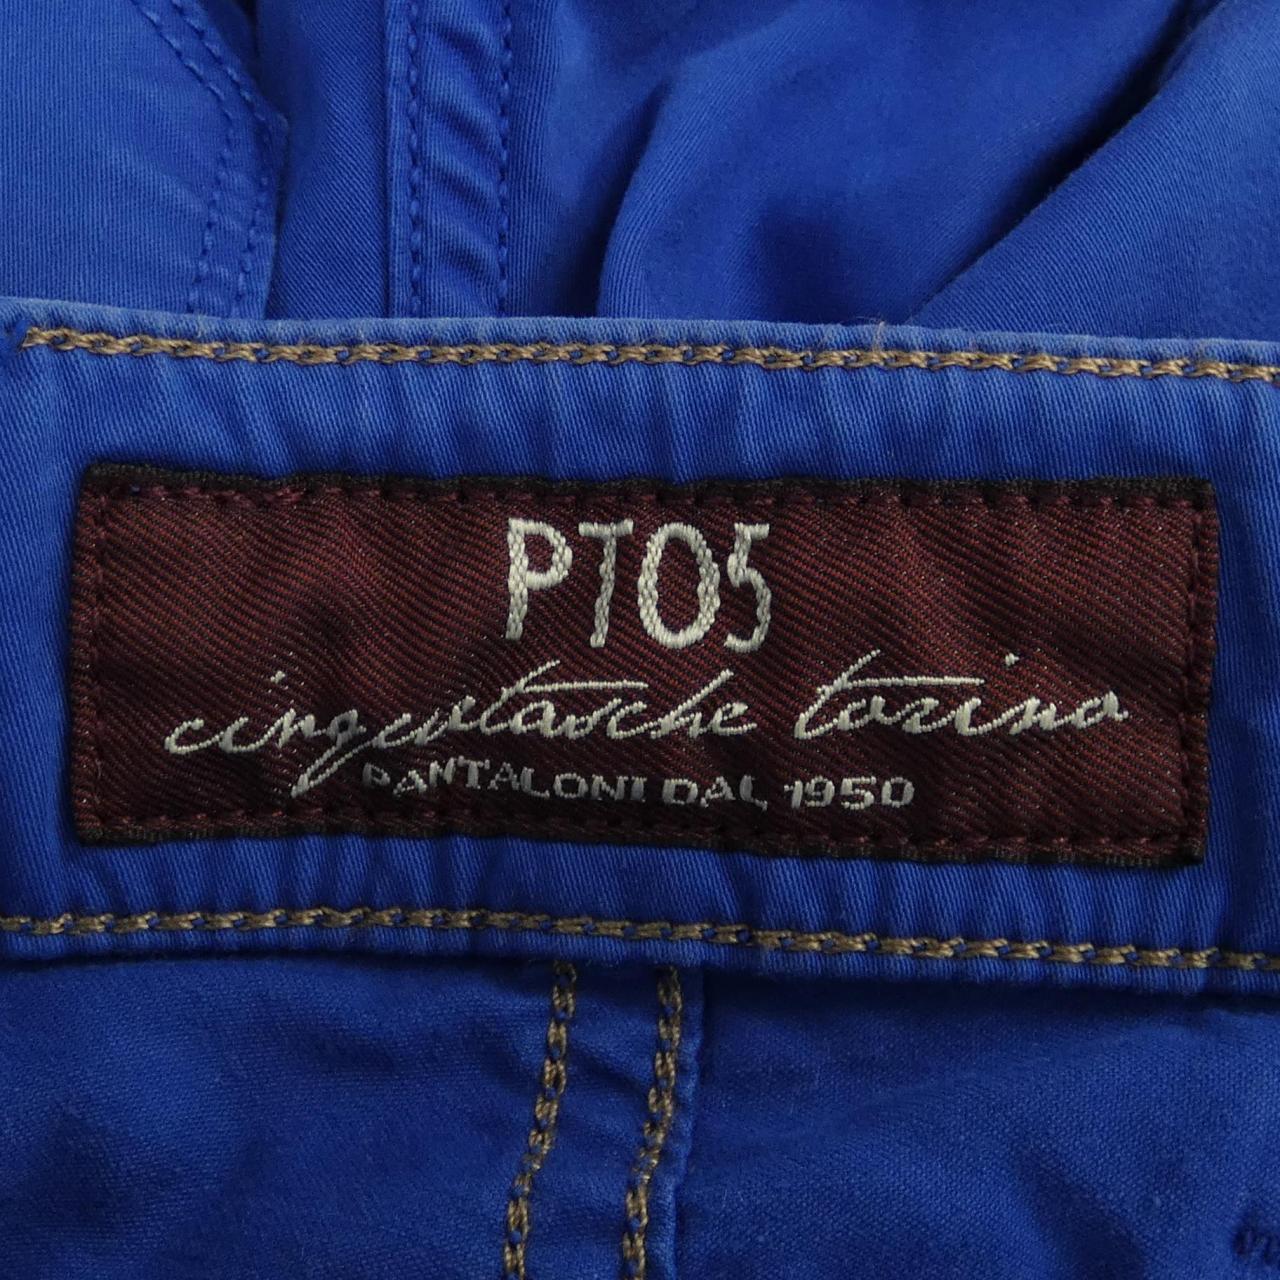 PT05
cinquetasche torino
PANTALONI DAL 1950